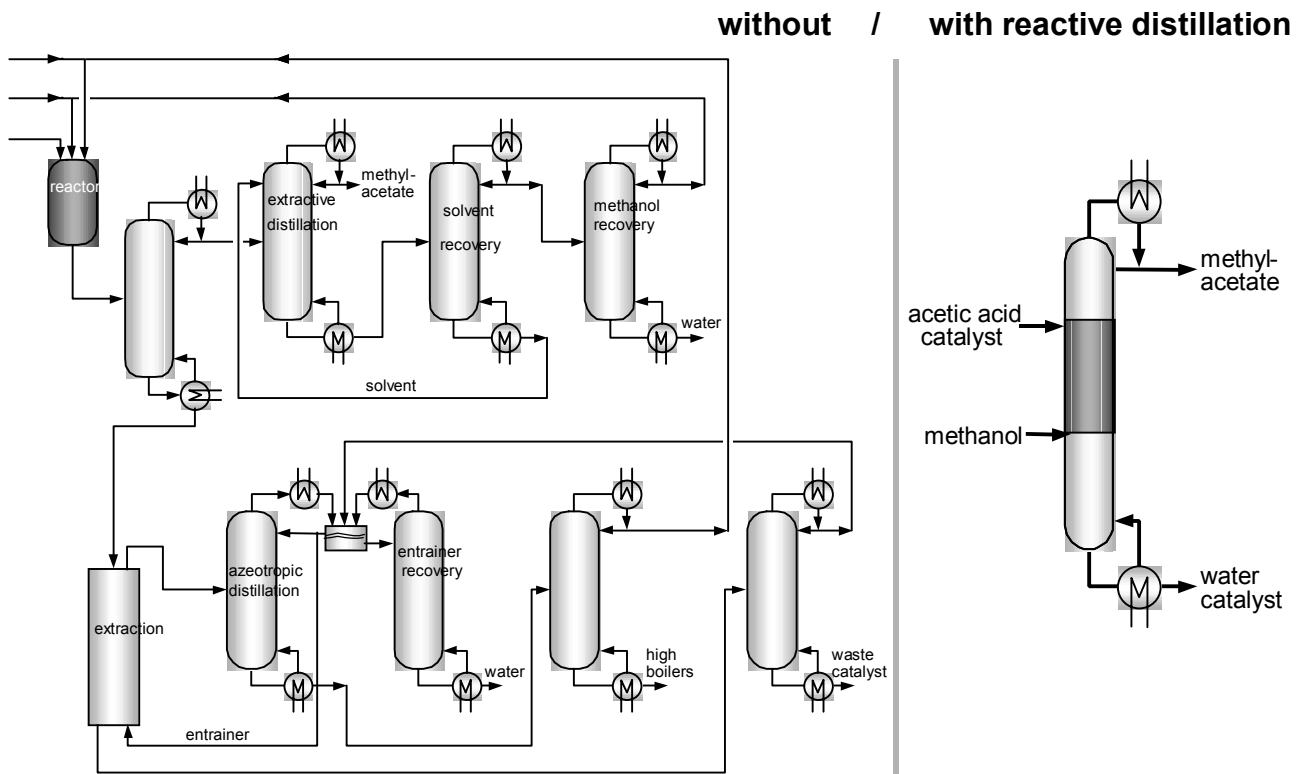 without / with reactive distillation
reactor
extractive
distillation
methyl-
acetate
solvent
recovery
methanol
recovery
water
solvent
extraction
azeotropic
distillation
entrainer
recovery
water
high
boilers
waste
catalyst
entrainer
methyl-
acetate
acetic acid
catalyst
methanol
water
catalyst